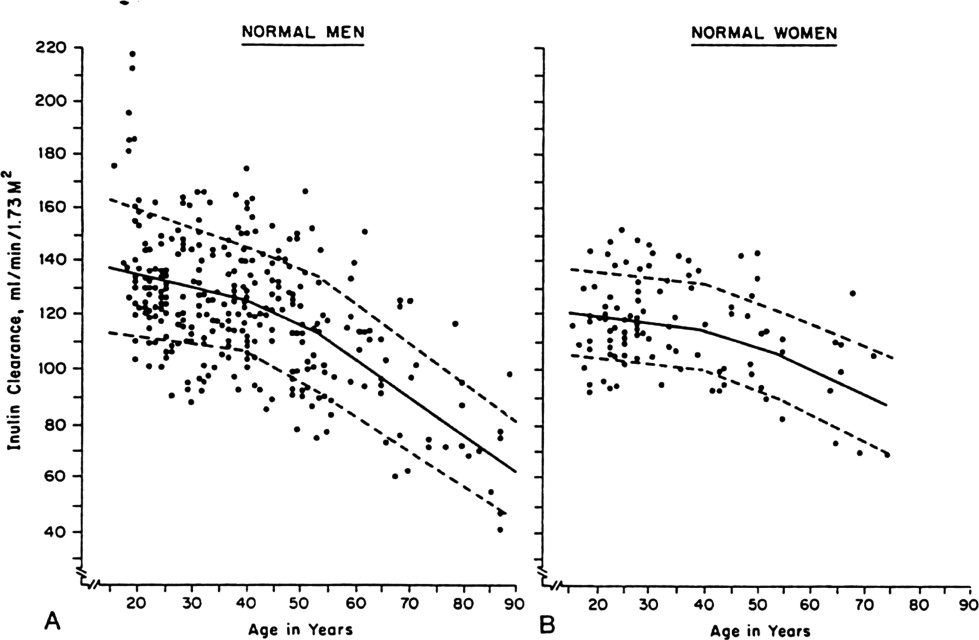 NORMAL MEN
NORMAL WOMEN
Inulin Clearance, ml/min/1.73M²
220
200
180
160
140
120
100
80
60
40
20 30 40 50 60 70 80 90
20 30 40 50 60 70 80 90
A
Age in Years
B
Age in Years